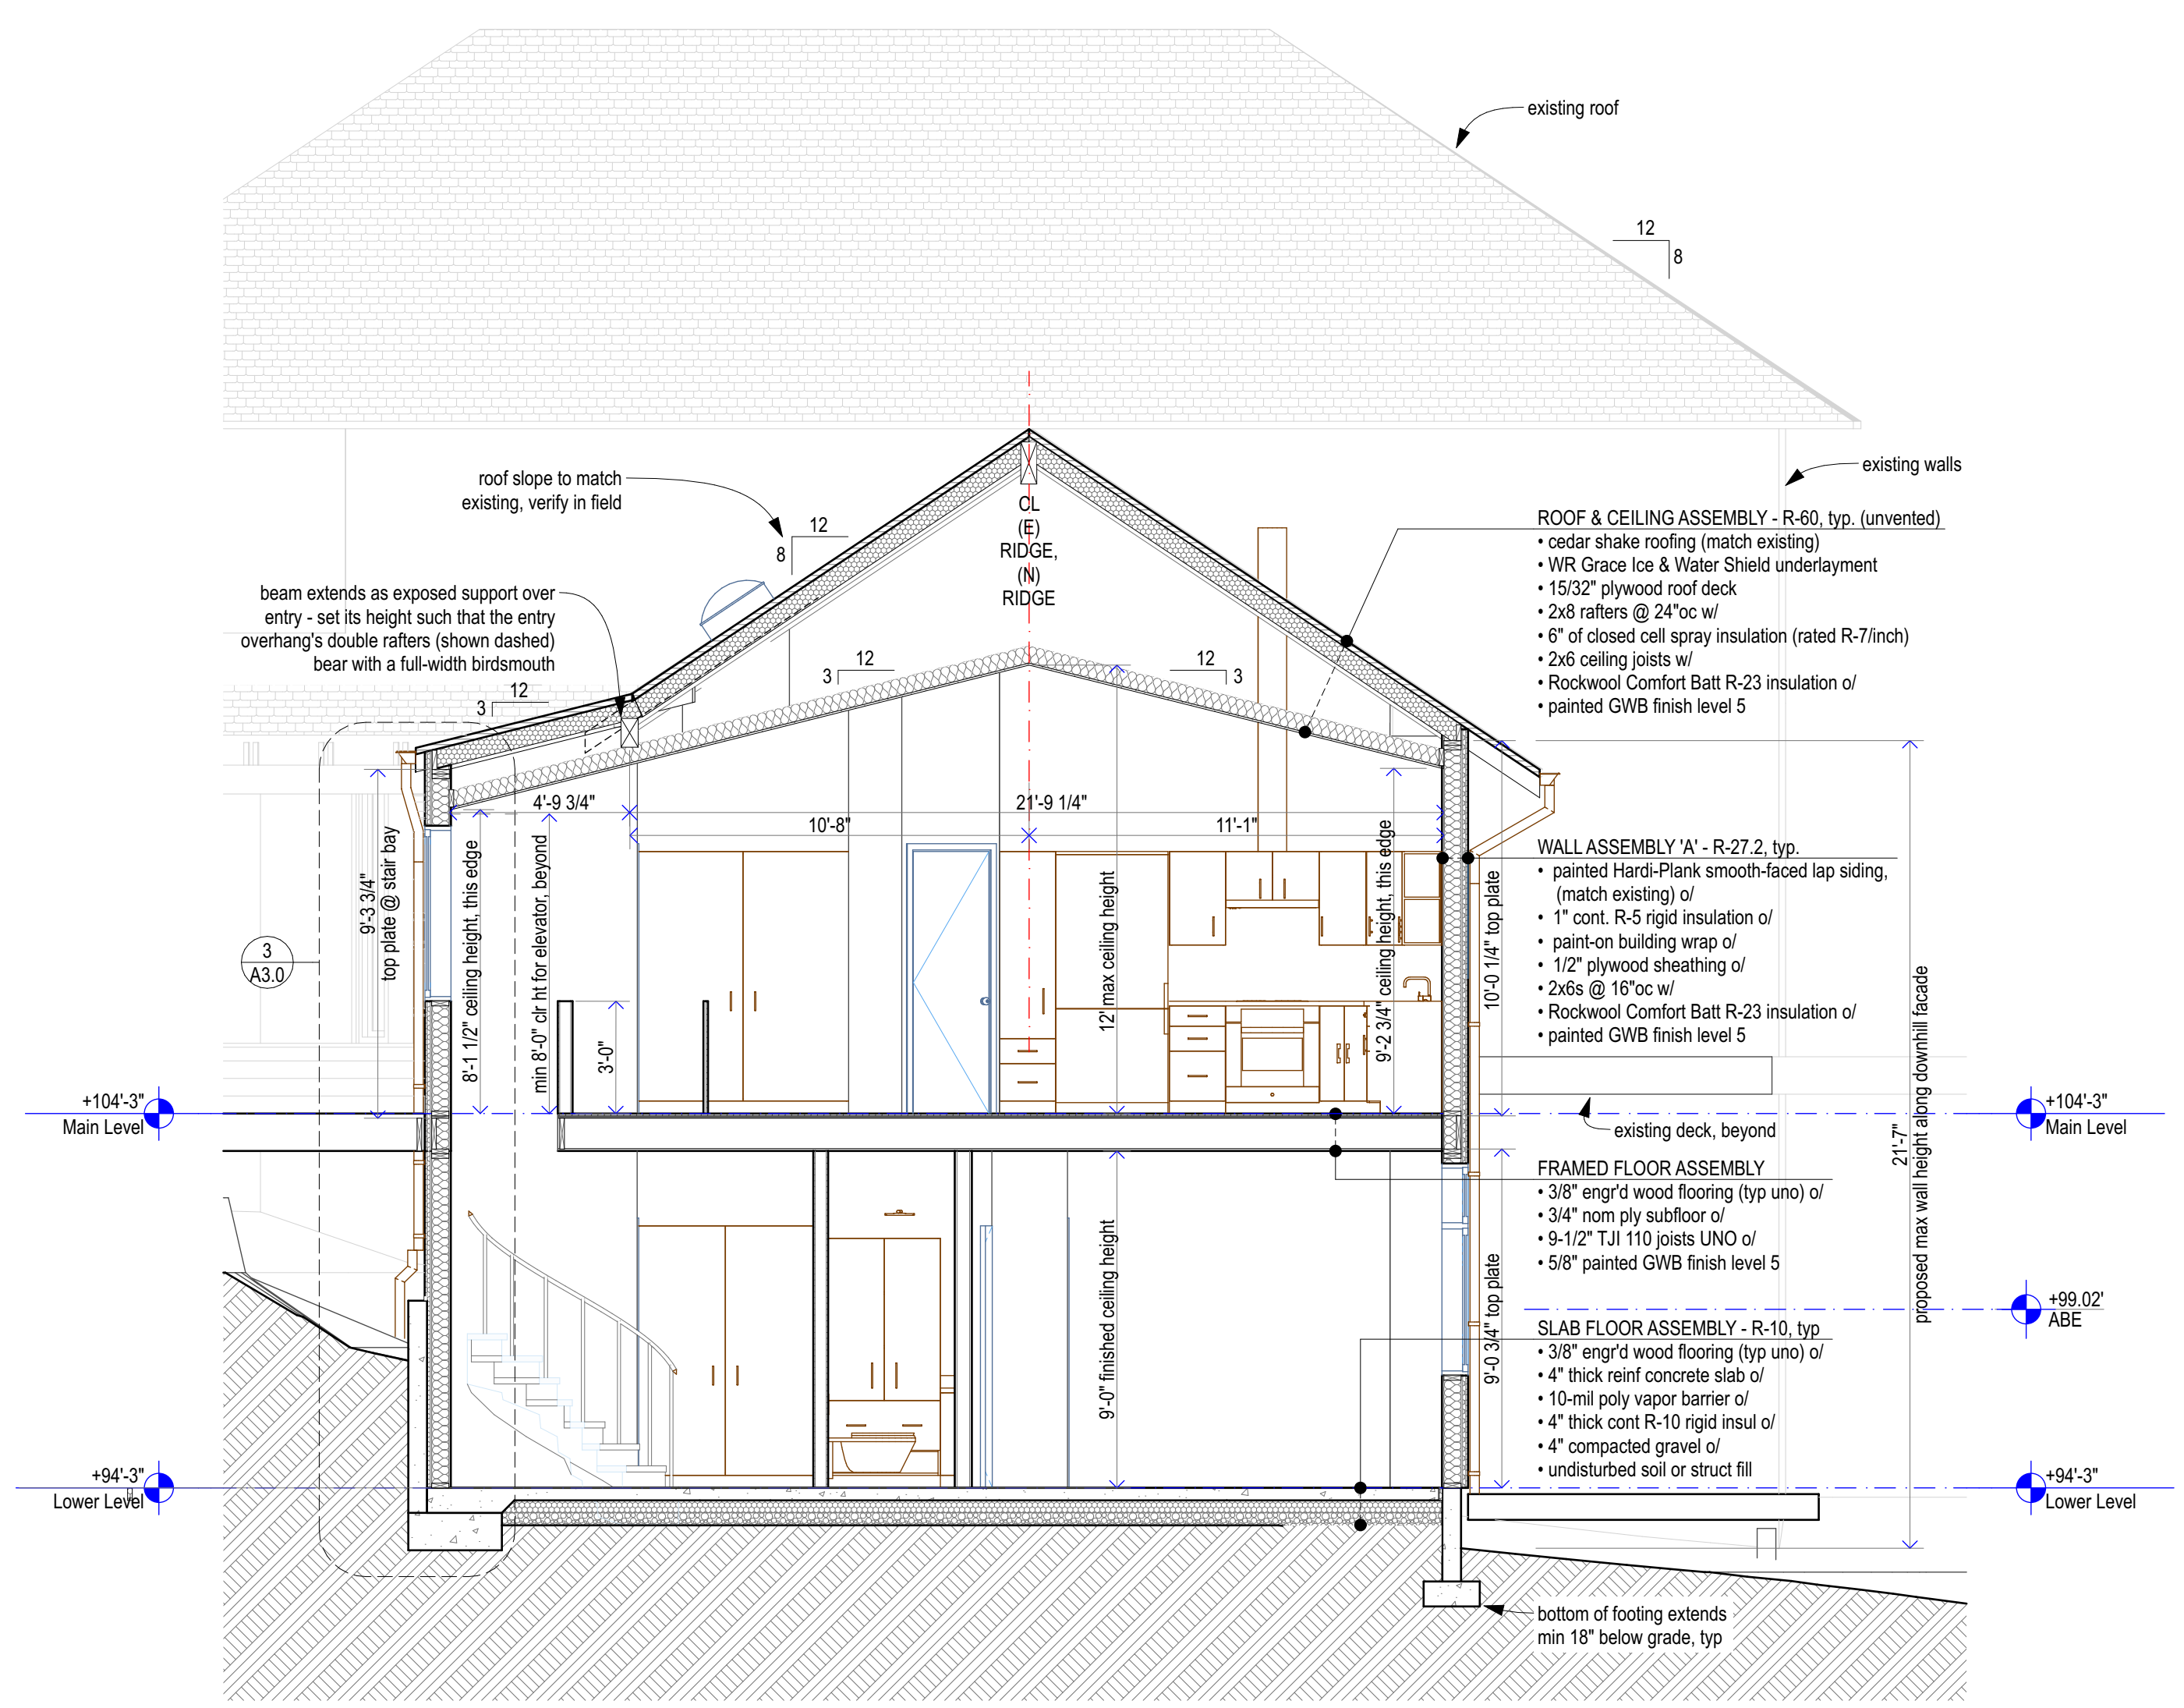 existing roof
12
8
existing walls
roof slope to match
existing, verify in field
12
8
CL
(E)
RIDGE,
(N)
RIDGE
ROOF & CEILING ASSEMBLY - R-60, typ. (unvented)
• cedar shake roofing (match existing)
• WR Grace Ice & Water Shield underlayment
• 15/32" plywood roof deck
• 2x8 rafters @ 24"oc w/
• 6" of closed cell spray insulation (rated R-7/inch)
• 2x6 ceiling joists w/
• Rockwool Comfort Batt R-23 insulation o/
• painted GWB finish level 5
beam extends as exposed support over
entry - set its height such that the entry
overhang's double rafters (shown dashed)
bear with a full-width birdsmouth
12
3
12
3
12
3
4'-9 3/4"
21'-9 1/4"
10'-8"
11'-1"
9'-3 3/4"
top plate @ stair bay
8'-1 1/2" ceiling height, this edge
min 8'-0" clr ht for elevator, beyond
3'-0"
12' max ceiling height
9'-2 3/4" ceiling height, this edge
10'-0 1/4" top plate
WALL ASSEMBLY 'A' - R-27.2, typ.
• painted Hardi-Plank smooth-faced lap siding,
(match existing) o/
• 1" cont. R-5 rigid insulation o/
• paint-on building wrap o/
• 1/2" plywood sheathing o/
• 2x6s @ 16"oc w/
• Rockwool Comfort Batt R-23 insulation o/
• painted GWB finish level 5
3
A3.0
+104'-3"
Main Level
+104'-3"
Main Level
existing deck, beyond
21'-7"
proposed max wall height along downhill facade
FRAMED FLOOR ASSEMBLY
• 3/8" engr'd wood flooring (typ uno) o/
• 3/4" nom ply subfloor o/
• 9-1/2" TJI 110 joists UNO o/
• 5/8" painted GWB finish level 5
9'-0" finished ceiling height
9'-0 3/4" top plate
+99.02'
ABE
SLAB FLOOR ASSEMBLY - R-10, typ
• 3/8" engr'd wood flooring (typ uno) o/
• 4" thick reinf concrete slab o/
• 10-mil poly vapor barrier o/
• 4" thick cont R-10 rigid insul o/
• 4" compacted gravel o/
• undisturbed soil or struct fill
+94'-3"
Lower Level
+94'-3"
Lower Level
bottom of footing extends
min 18" below grade, typ